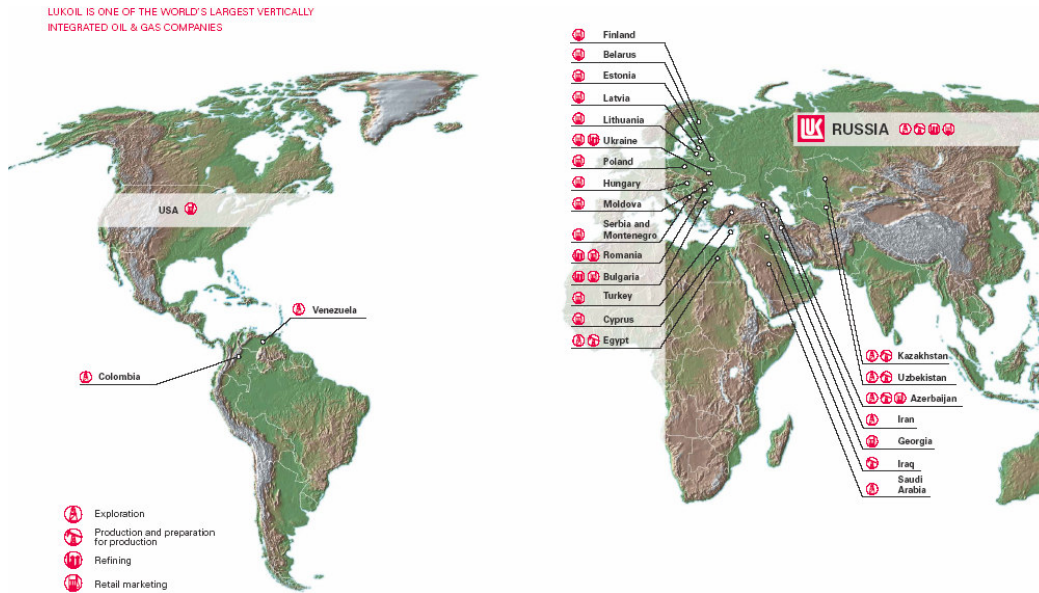 LUKOIL IS ONE OF THE WORLD'S LARGEST VERTICALLY
INTEGRATED OIL & GAS COMPANIES
Finland
Belarus
Estonia
Latvia
Lithuania
Ukraine
Poland
Hungary
Moldova
Serbia and
Montenegro
Romania
Bulgaria
Turkey
Cyprus
Egypt
LUK RUSSIA
USA
Venezuela
Colombia
Kazakhstan
Uzbekistan
Azerbaijan
Iran
Georgia
Iraq
Saudi
Arabia
Exploration
Production and preparation
for production
Refining
Retail marketing